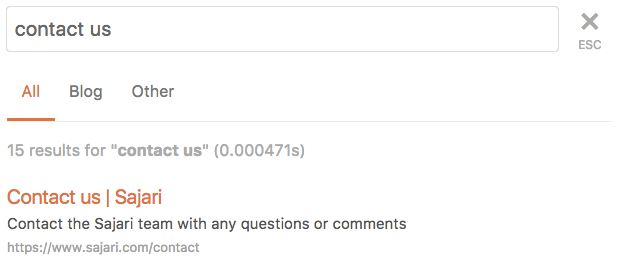 contact us
ESC
All Blog Other
15 results for "contact us" (0.000471s)
Contact us | Sajari
Contact the Sajari team with any questions or comments
https://www.sajari.com/contact